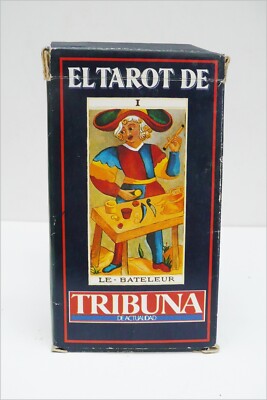 EL TAROT DE
I
LE·BATELEUR
TRIBUNA
DE ACTUALIDAD